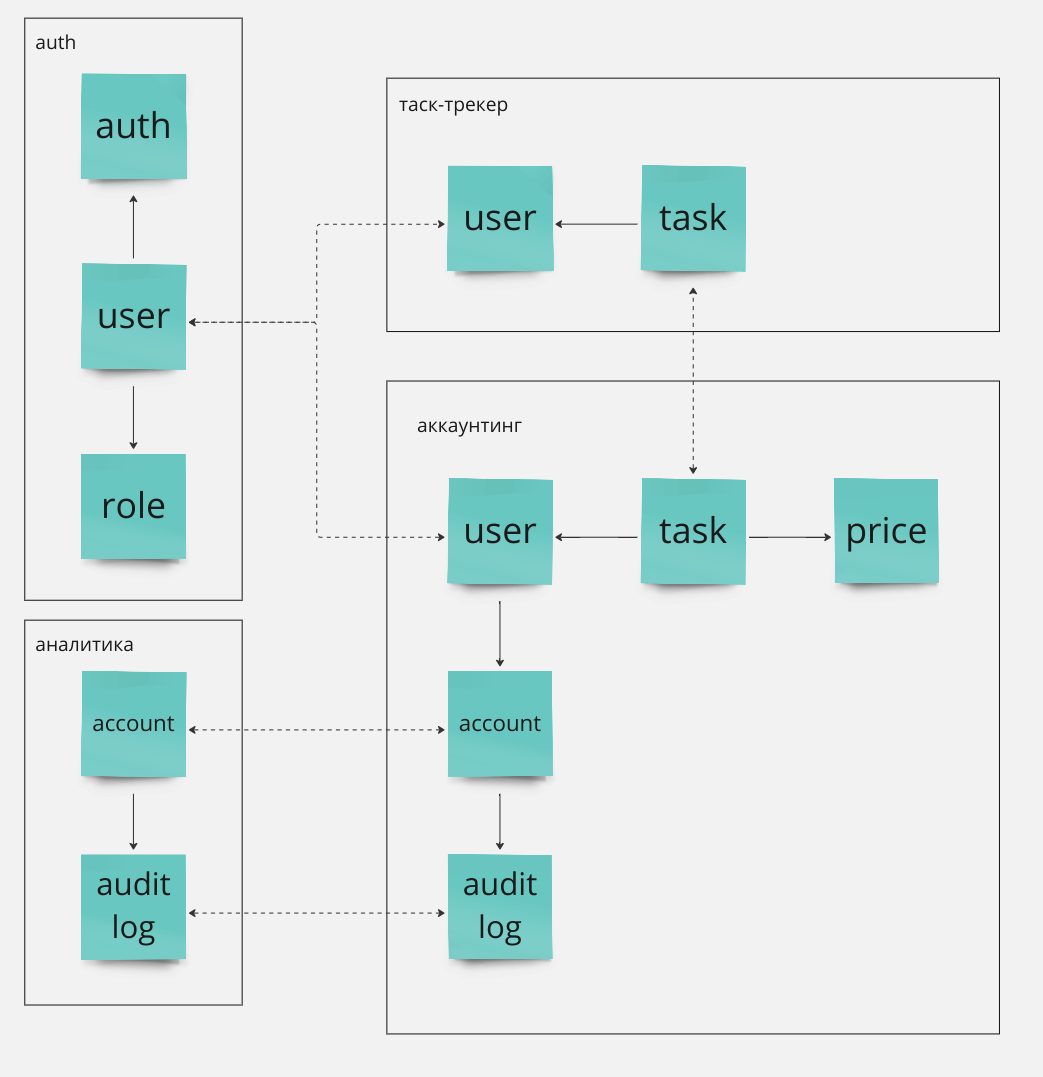 auth
auth
user
role
таск-трекер
user
task
аккаунтинг
user
task
price
account
audit
log
аналитика
account
audit
log